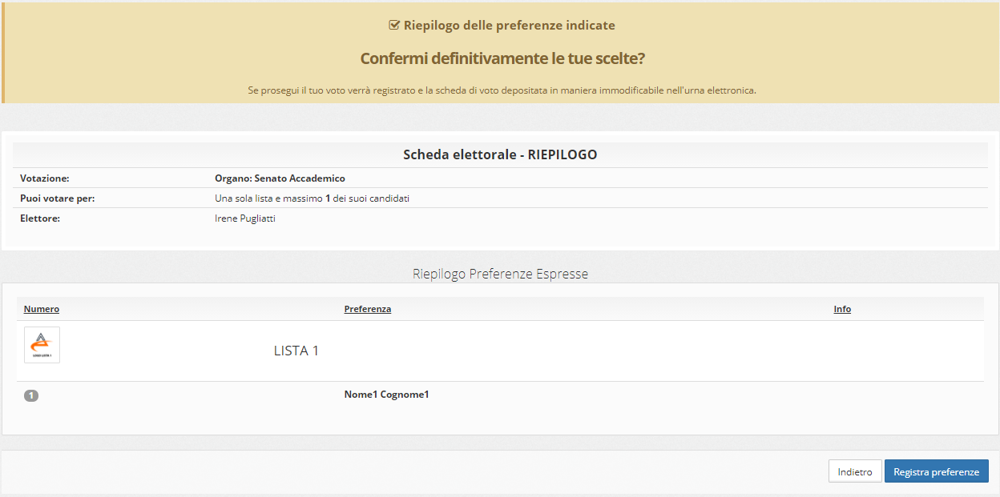 Riepilogo delle preferenze indicate
Confermi definitivamente le tue scelte?
Se prosegui il tuo voto verrà registrato e la scheda di voto depositata in maniera immodificabile nell'urna elettronica.
Scheda elettorale - RIEPILOGO
Votazione: Organo: Senato Accademico
Puoi votare per: Una sola lista e massimo 1 dei suoi candidati
Elettore: Irene Pugliatti
Riepilogo Preferenze Espresse
Numero Preferenza Info
LOGO LISTA 1
LISTA 1
1 Nome1 Cognome1
Indietro Registra preferenze